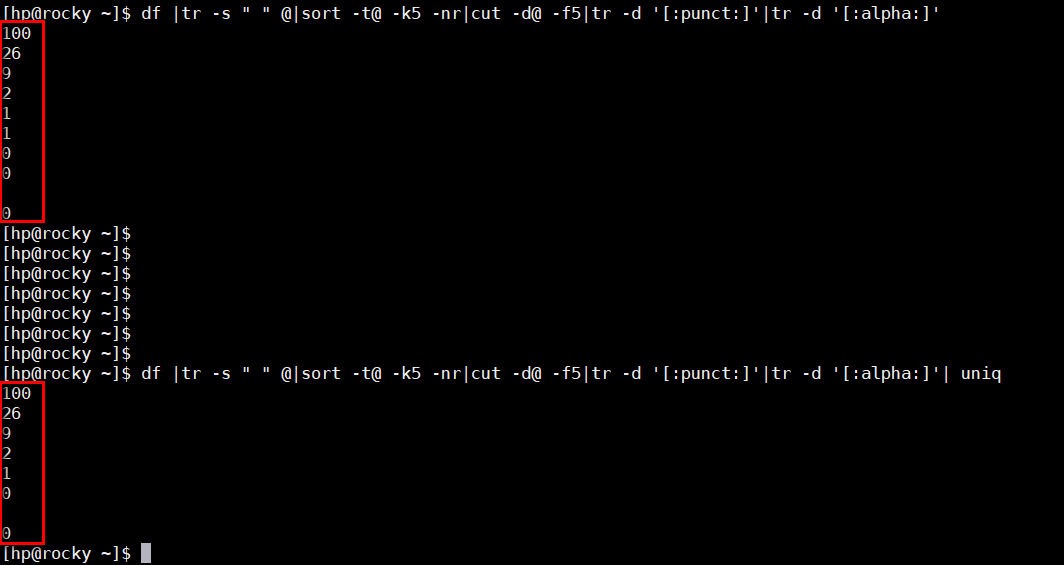 [hp@rocky ~]$ df |tr -s " " @|sort -t@ -k5 -nr|cut -d@ -f5|tr -d '[:punct:]'|tr -d '[:alpha:]'
100
26
9
2
1
1
0
0
0
[hp@rocky ~]$
[hp@rocky ~]$
[hp@rocky ~]$
[hp@rocky ~]$
[hp@rocky ~]$
[hp@rocky ~]$
[hp@rocky ~]$
[hp@rocky ~]$ df |tr -s " " @|sort -t@ -k5 -nr|cut -d@ -f5|tr -d '[:punct:]'|tr -d '[:alpha:]'| uniq
100
26
9
2
1
0
0
[hp@rocky ~]$